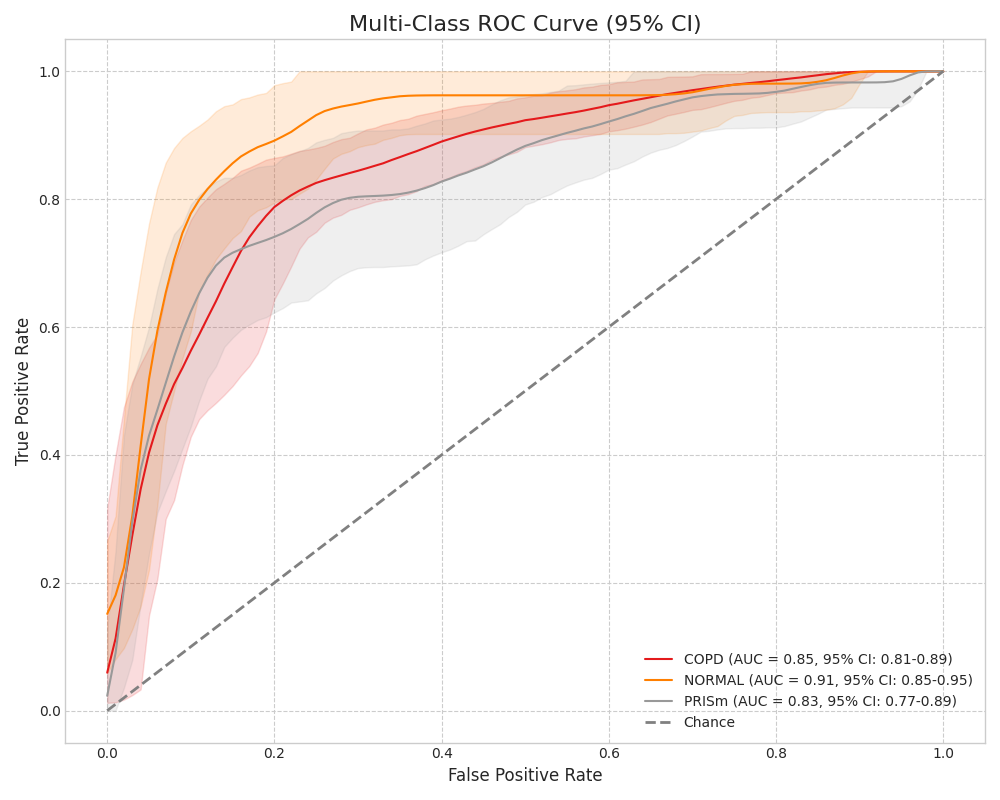 Multi-Class ROC Curve (95% CI)
True Positive Rate
1.0
0.8
0.6
0.4
0.2
0.0
COPD (AUC = 0.85, 95% CI: 0.81-0.89)
NORMAL (AUC = 0.91, 95% CI: 0.85-0.95)
PRISm (AUC = 0.83, 95% CI: 0.77-0.89)
Chance
0.0 0.2 0.4 0.6 0.8 1.0
False Positive Rate